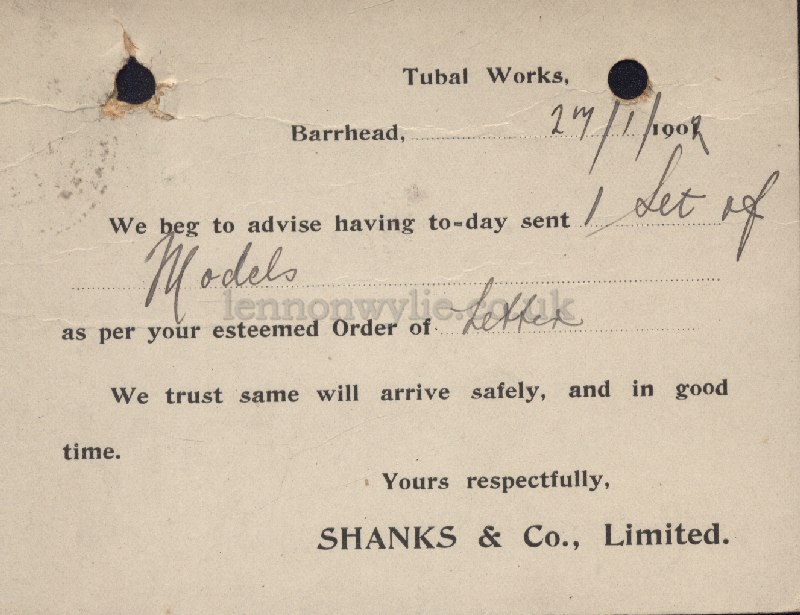 Tubal Works,
Barrhead, 27/1/1902
We beg to advise having to-day sent 1 Set of
Models
lennonwylie.co.uk
as per your esteemed Order of Letter
We trust same will arrive safely, and in good
time.
Yours respectfully,
SHANKS & Co., Limited.